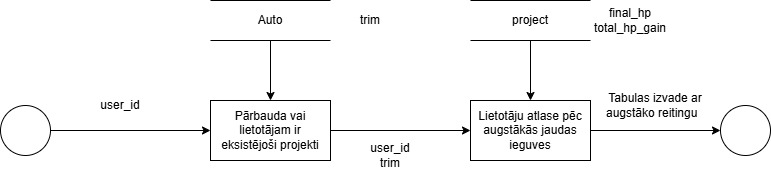 Auto
trim
project
final_hp
total_hp_gain
user_id
Pārbauda vai
lietotājam ir
eksistējoši projekti
user_id
trim
Lietotāju atlase pēc
augstākās jaudas
ieguves
Tabulas izvade ar
augstāko reitingu